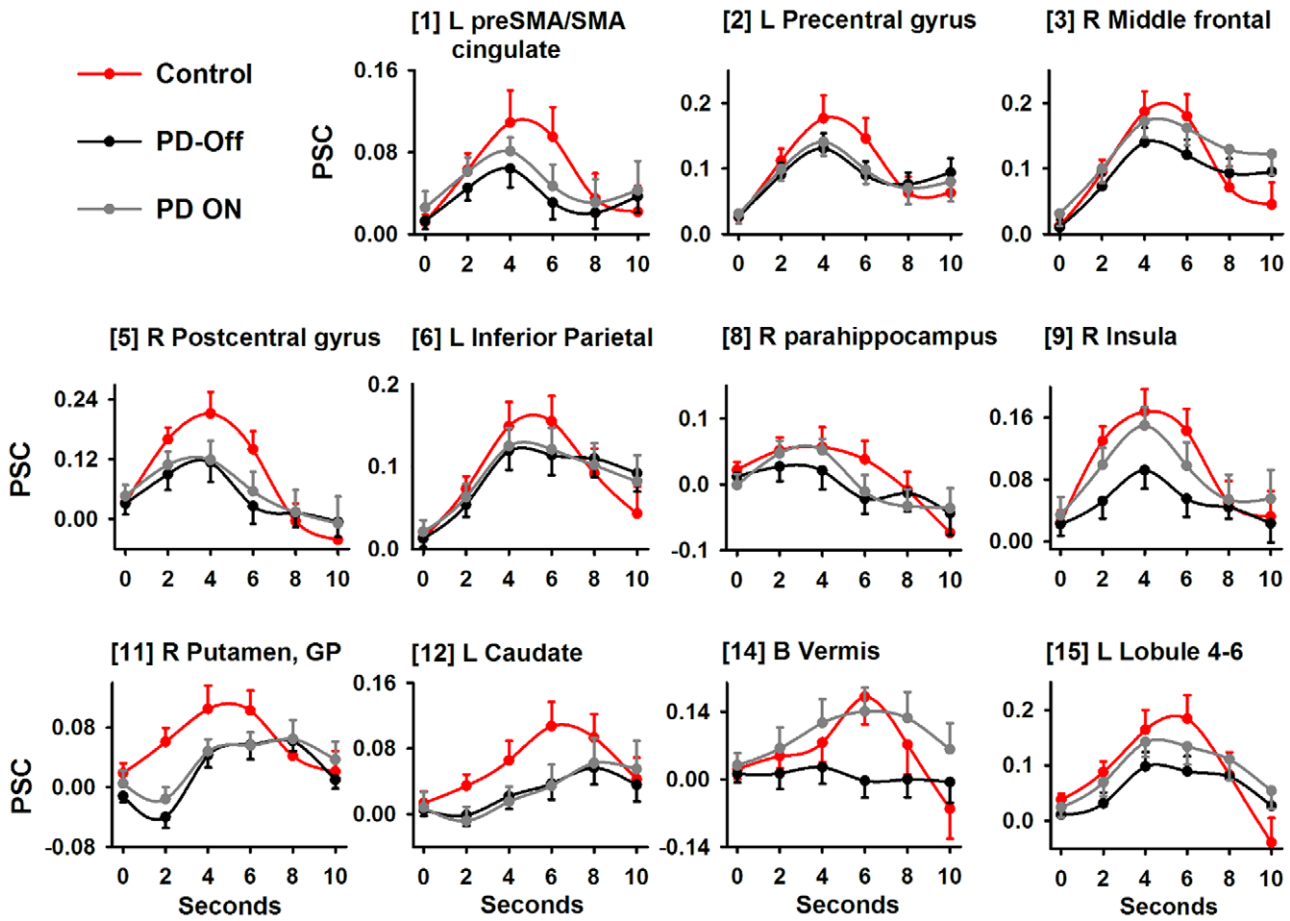 [1] L preSMA/SMA
cingulate
[2] L Precentral gyrus
[3] R Middle frontal
Control
PD-Off
PD ON
PSC
0.16
0.08
0.00
0 2 4 6 8 10
0.2
0.1
0.0
0 2 4 6 8 10
0.2
0.1
0.0
0 2 4 6 8 10
[5] R Postcentral gyrus
[6] L Inferior Parietal
[8] R parahippocampus
[9] R Insula
PSC
0.24
0.12
0.00
0 2 4 6 8 10
0.2
0.1
0.0
0 2 4 6 8 10
0.1
0.0
-0.1
0 2 4 6 8 10
0.16
0.08
0.00
0 2 4 6 8 10
[11] R Putamen, GP
[12] L Caudate
[14] B Vermis
[15] L Lobule 4-6
PSC
0.08
0.00
-0.08
0 2 4 6 8 10
Seconds
0.16
0.08
0.00
0 2 4 6 8 10
Seconds
0.14
0.00
-0.14
0 2 4 6 8 10
Seconds
0.2
0.1
0.0
0 2 4 6 8 10
Seconds